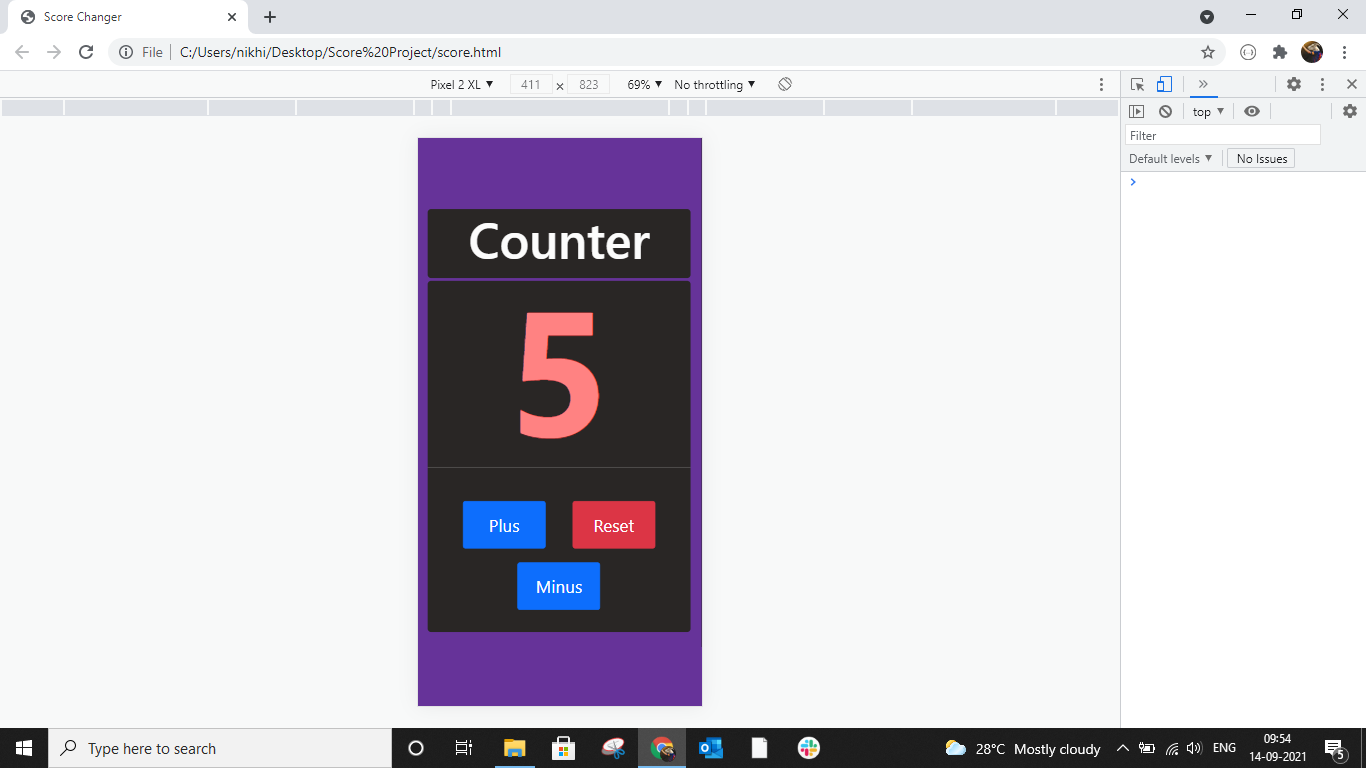 Score Changer
File C:/Users/nikhi/Desktop/Score%20Project/score.html
Pixel 2 XL ▼ 411 x 823 69% ▼ No throttling ▼
top ▼
Filter
Default levels ▼ No Issues
Counter
5
Plus Reset
Minus
Type here to search
28°C Mostly cloudy ENG 09:54
14-09-2021 5